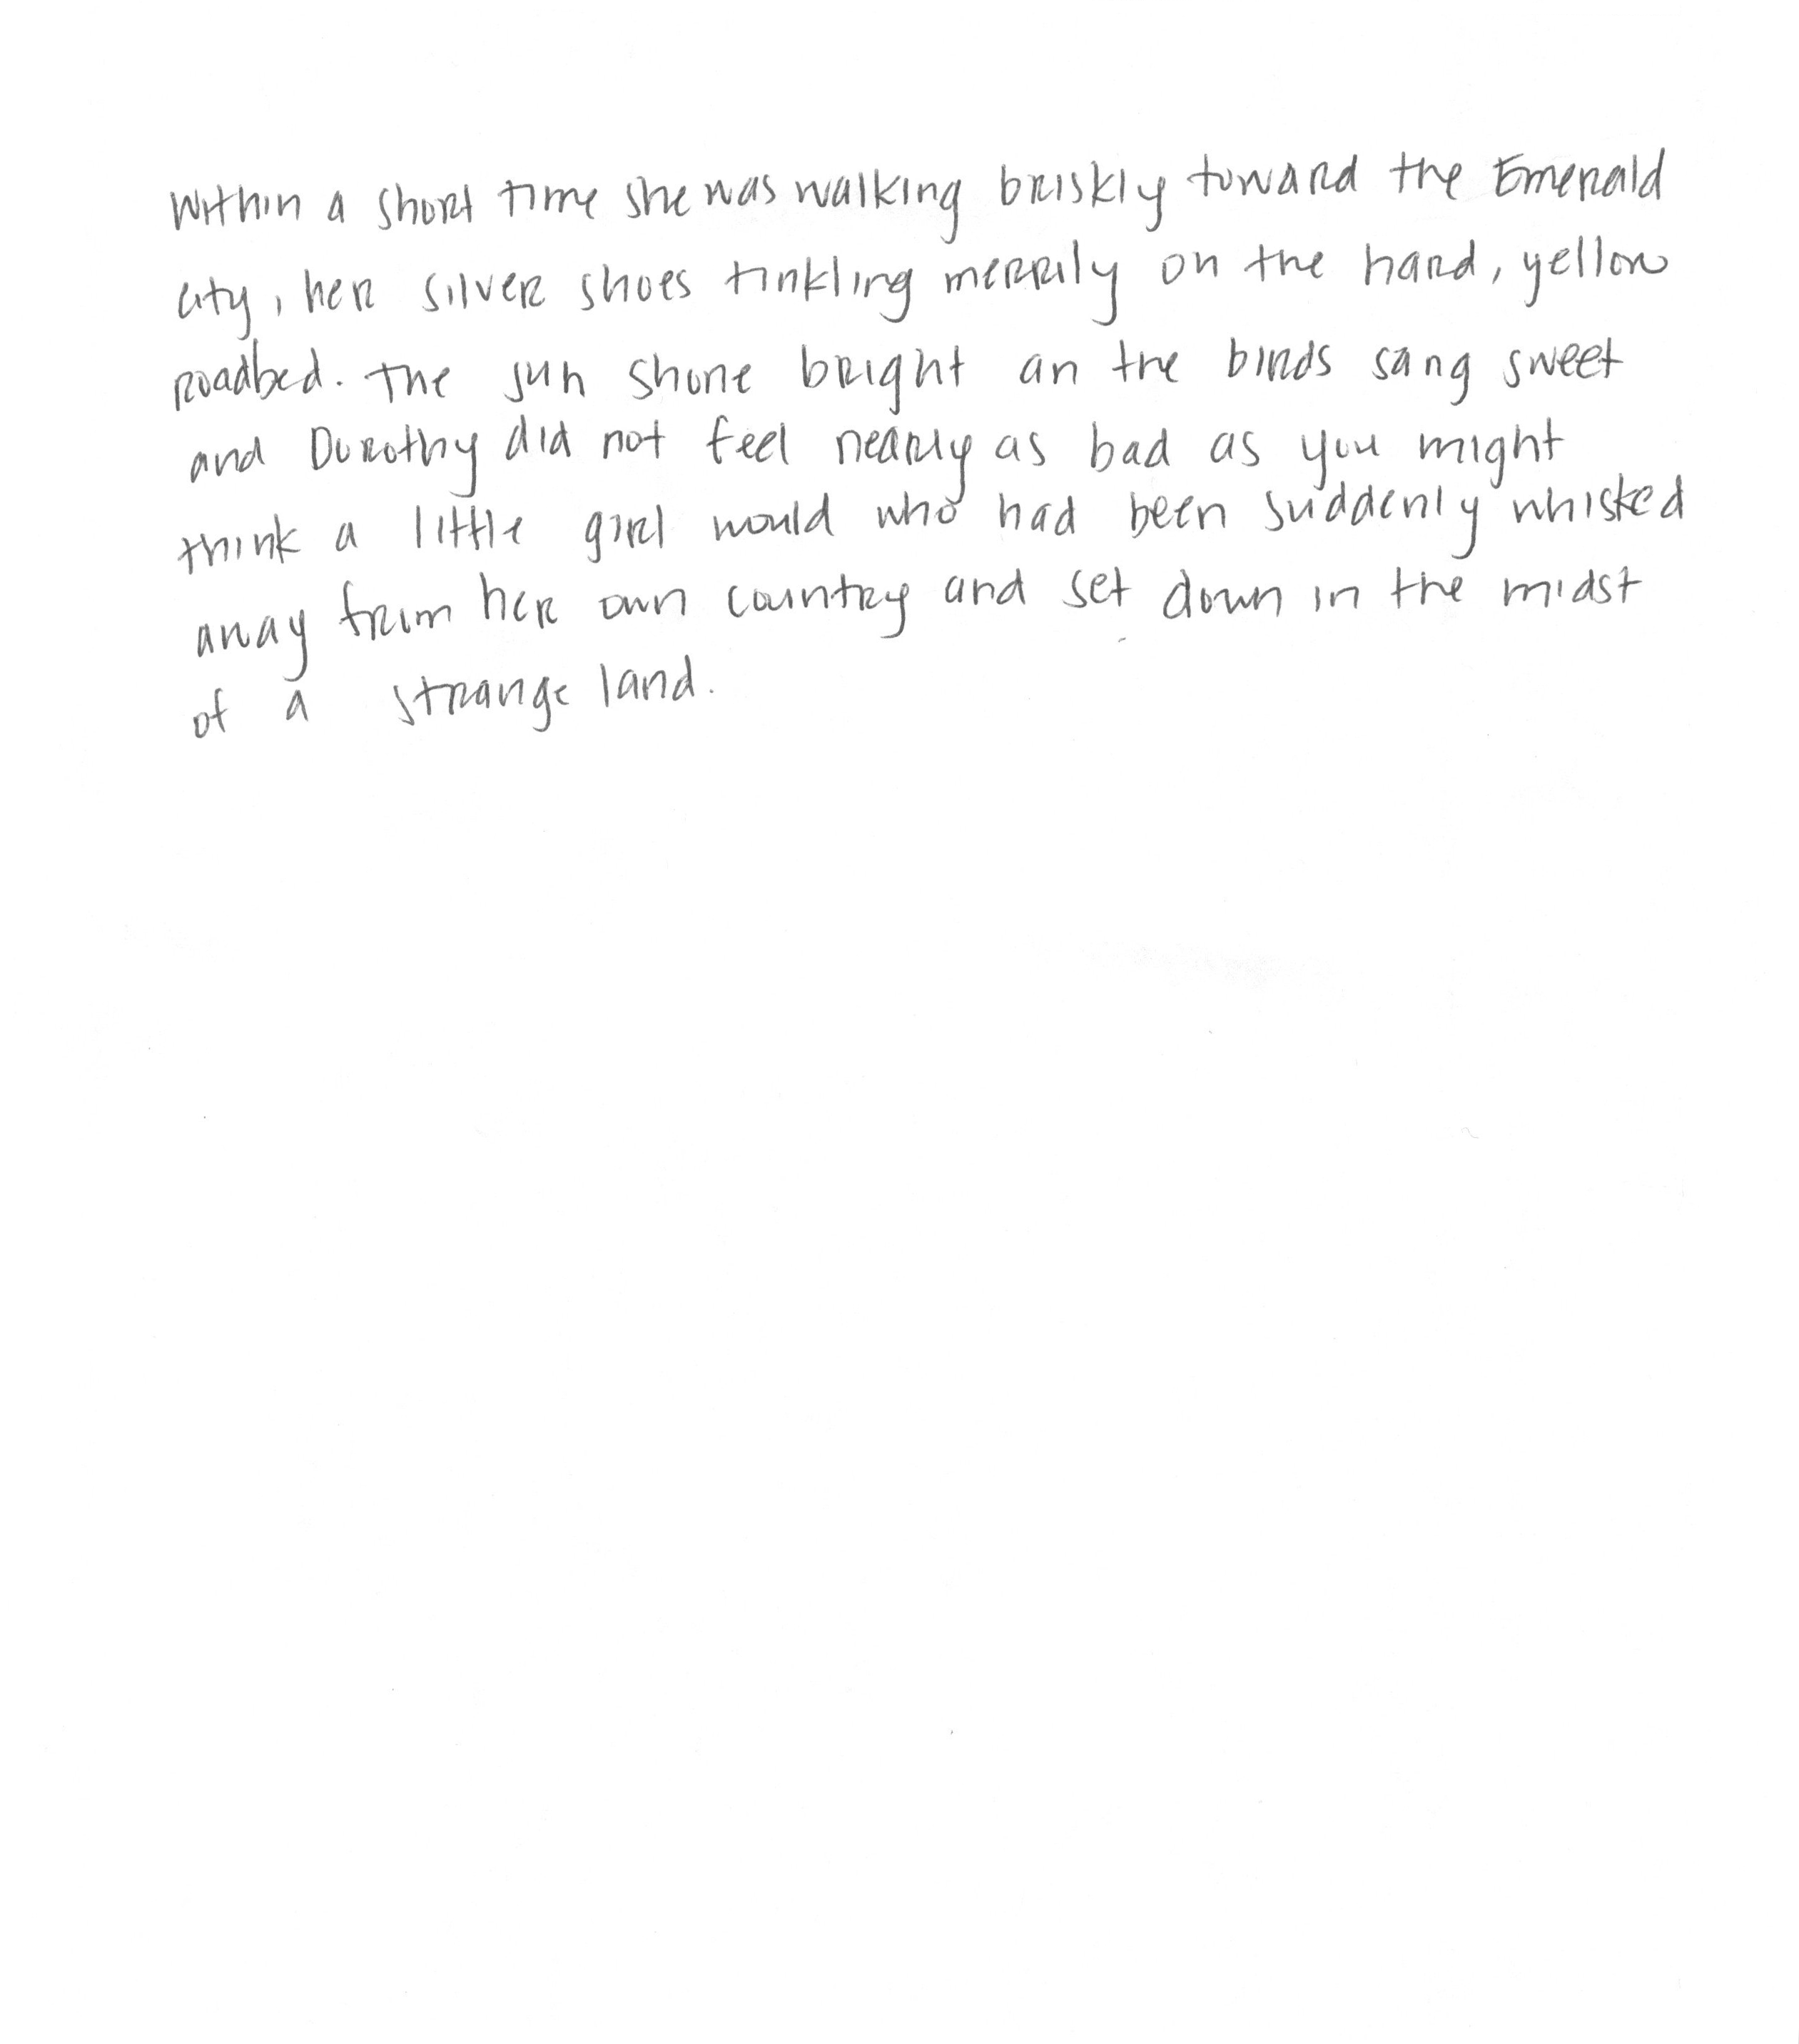 Within a short time she was walking briskly toward the Emerald
city, her silver shoes tinkling merrily on the hard, yellow
roadbed. The sun shone bright an the birds sang sweet
and Dorothy did not feel nearly as bad as you might
think a little girl would who had been suddenly whisked
away from her own country and set down in the midst
of a strange land.